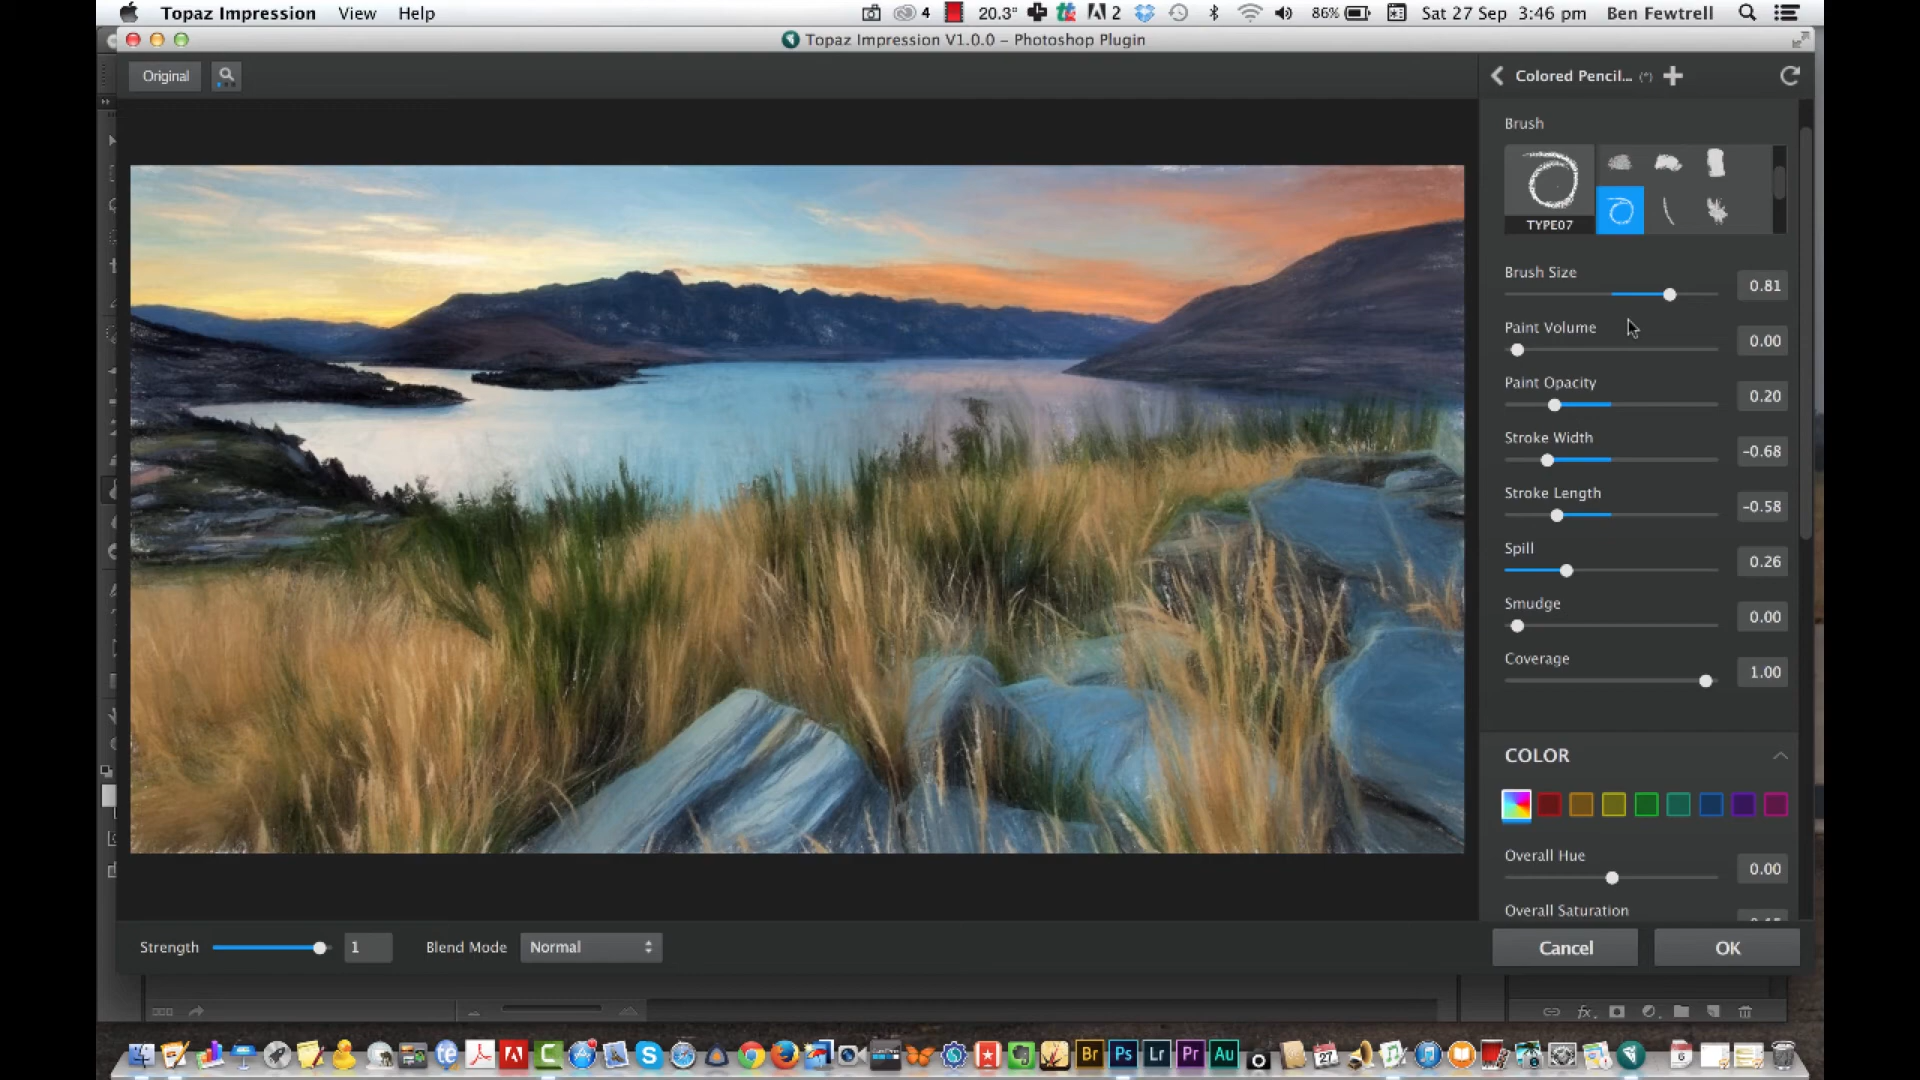 Topaz Impression View Help 4 20.3° 2 86% Sat 27 Sep 3:46 pm Ben Fewtrell
Topaz Impression V1.0.0 – Photoshop Plugin
Original
Colored Pencil... (*)
Brush
TYPE07
Brush Size
0.81
Paint Volume
0.00
Paint Opacity
0.20
Stroke Width
-0.68
Stroke Length
-0.58
Spill
0.26
Smudge
0.00
Coverage
1.00
COLOR
Overall Hue
0.00
Overall Saturation
Strength 1 Blend Mode Normal
Cancel OK
fx
Br Ps Lr Pr Au 27 6